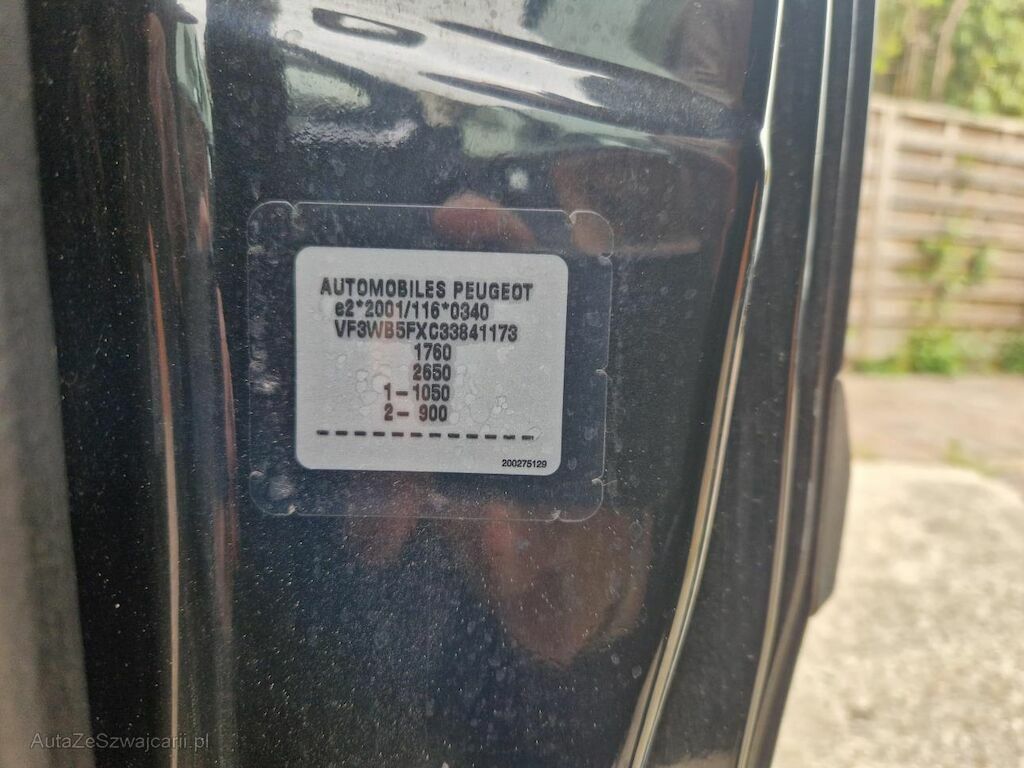 AUTOMOBILES PEUGEOT
e2*2001/116*0340
VF3WB5FXC33841173
1760
2650
1-1050
2- 900
200275129
AutaZeSzwajcarii.pl